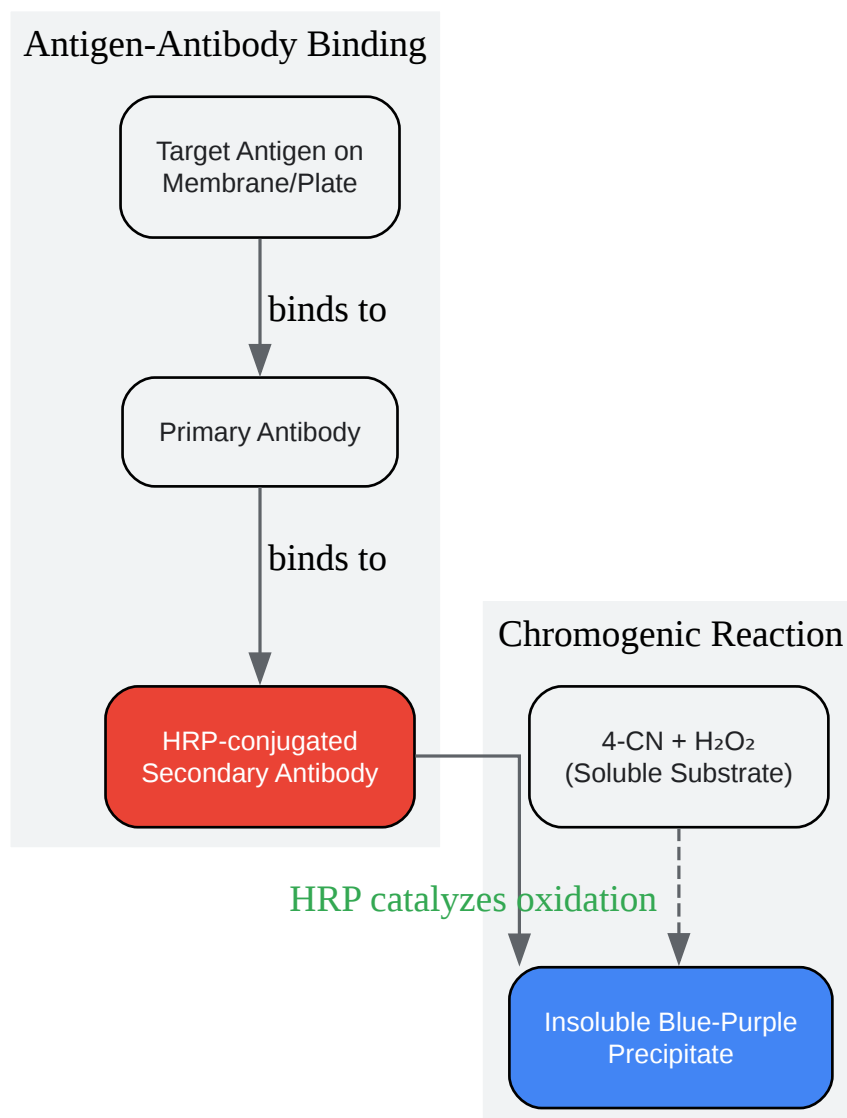 Antigen-Antibody Binding
Target Antigen on
Membrane/Plate
binds to
Primary Antibody
binds to
HRP-conjugated
Secondary Antibody
Chromogenic Reaction
4-CN + H₂O₂
(Soluble Substrate)
HRP catalyzes oxidation
Insoluble Blue-Purple
Precipitate